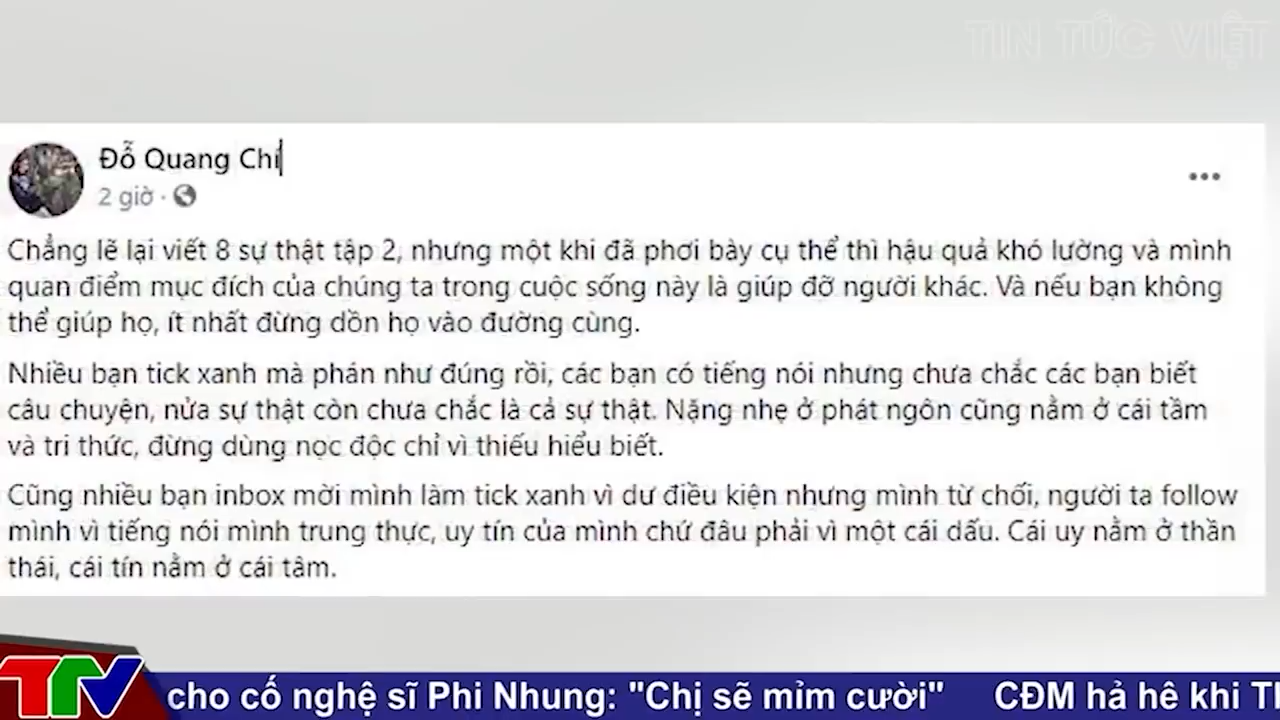 TIN TỨC VIỆT
Đỗ Quang Chí
2 giờ ·
Chẳng lẽ lại viết 8 sự thật tập 2, nhưng một khi đã phơi bày cụ thể thì hậu quả khó lường và mình
quan điểm mục đích của chúng ta trong cuộc sống này là giúp đỡ người khác. Và nếu bạn không
thể giúp họ, ít nhất đừng dồn họ vào đường cùng.
Nhiều bạn tick xanh mà phán như đúng rồi, các bạn có tiếng nói nhưng chưa chắc các bạn biết
câu chuyện, nửa sự thật còn chưa chắc là cả sự thật. Nặng nhẹ ở phát ngôn cũng nằm ở cái tầm
và tri thức, đừng dùng nọc độc chỉ vì thiếu hiểu biết.
Cũng nhiều bạn inbox mời mình làm tick xanh vì dư điều kiện nhưng mình từ chối, người ta follow
mình vì tiếng nói mình trung thực, uy tín của mình chứ đâu phải vì một cái dấu. Cái uy nằm ở thần
thái, cái tín nằm ở cái tâm.
TTV
cho cố nghệ sĩ Phi Nhung: "Chị sẽ mỉm cười" CĐM hả hê khi